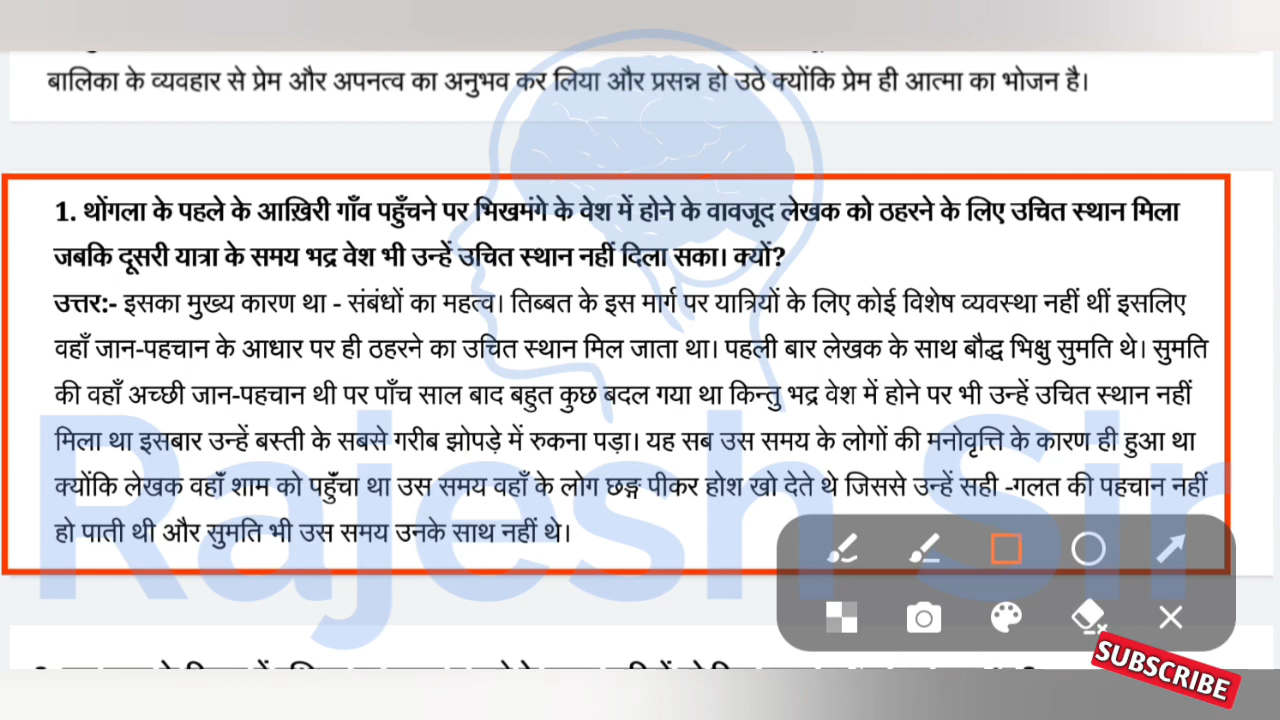 बालिका के व्यवहार से प्रेम और अपनत्व का अनुभव कर लिया और प्रसन्न हो उठे क्योंकि प्रेम ही आत्मा का भोजन है।
1. थोंगला के पहले के आख़िरी गाँव पहुँचने पर भिखमंगे के वेश में होने के वावजूद लेखक को ठहरने के लिए उचित स्थान मिला
जबकि दूसरी यात्रा के समय भद्र वेश भी उन्हें उचित स्थान नहीं दिला सका। क्यों?
उत्तर:- इसका मुख्य कारण था - संबंधों का महत्व। तिब्बत के इस मार्ग पर यात्रियों के लिए कोई विशेष व्यवस्था नहीं थीं इसलिए
वहाँ जान-पहचान के आधार पर ही ठहरने का उचित स्थान मिल जाता था। पहली बार लेखक के साथ बौद्ध भिक्षु सुमति थे। सुमति
की वहाँ अच्छी जान-पहचान थी पर पाँच साल बाद बहुत कुछ बदल गया था किन्तु भद्र वेश में होने पर भी उन्हें उचित स्थान नहीं
मिला था इसबार उन्हें बस्ती के सबसे गरीब झोपड़े में रुकना पड़ा। यह सब उस समय के लोगों की मनोवृत्ति के कारण ही हुआ था
क्योंकि लेखक वहाँ शाम को पहुँचा था उस समय वहाँ के लोग छङ्ग पीकर होश खो देते थे जिससे उन्हें सही -गलत की पहचान नहीं
हो पाती थी और सुमति भी उस समय उनके साथ नहीं थे।
Rajesh Sir
SUBSCRIBE